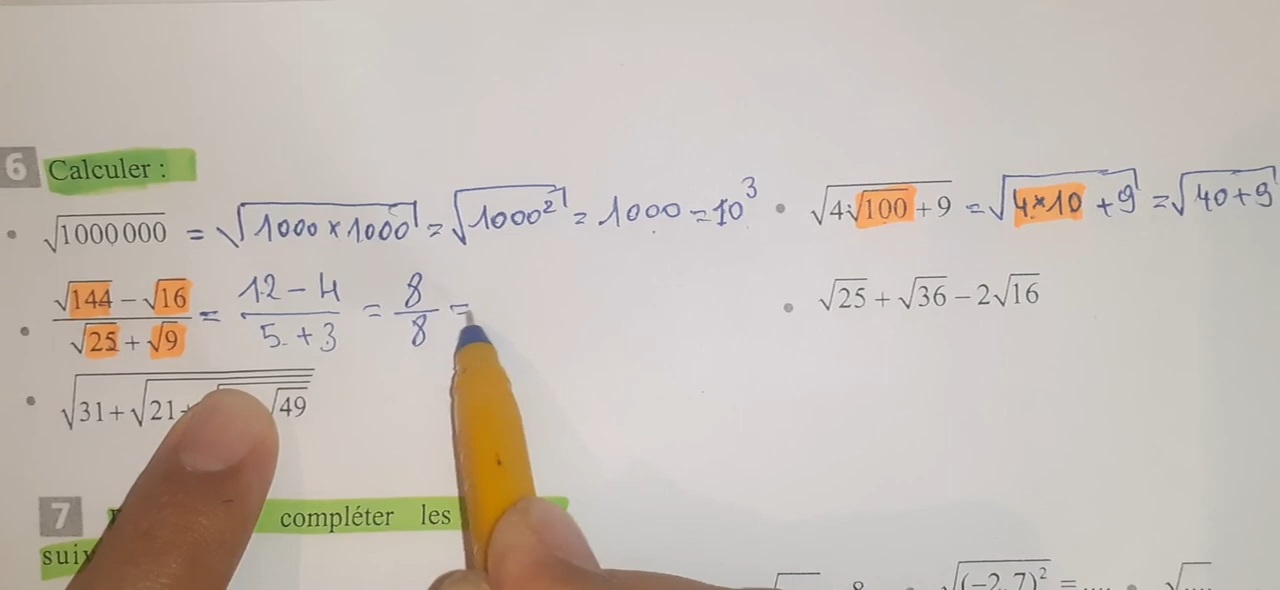 6 Calculer :
• √1000000 = √1000×1000 = √1000² = 1000 = 10³
• √(4√100 + 9) = √(4×10 + 9) = √(40+9)
• (√144 − √16)/(√25 + √9) = (12 − 4)/(5 + 3) = 8/8 =
• √25 + √36 − 2√16
• √31+√21+ √49
7 compléter les
suiv
√(−2,7)² = ....